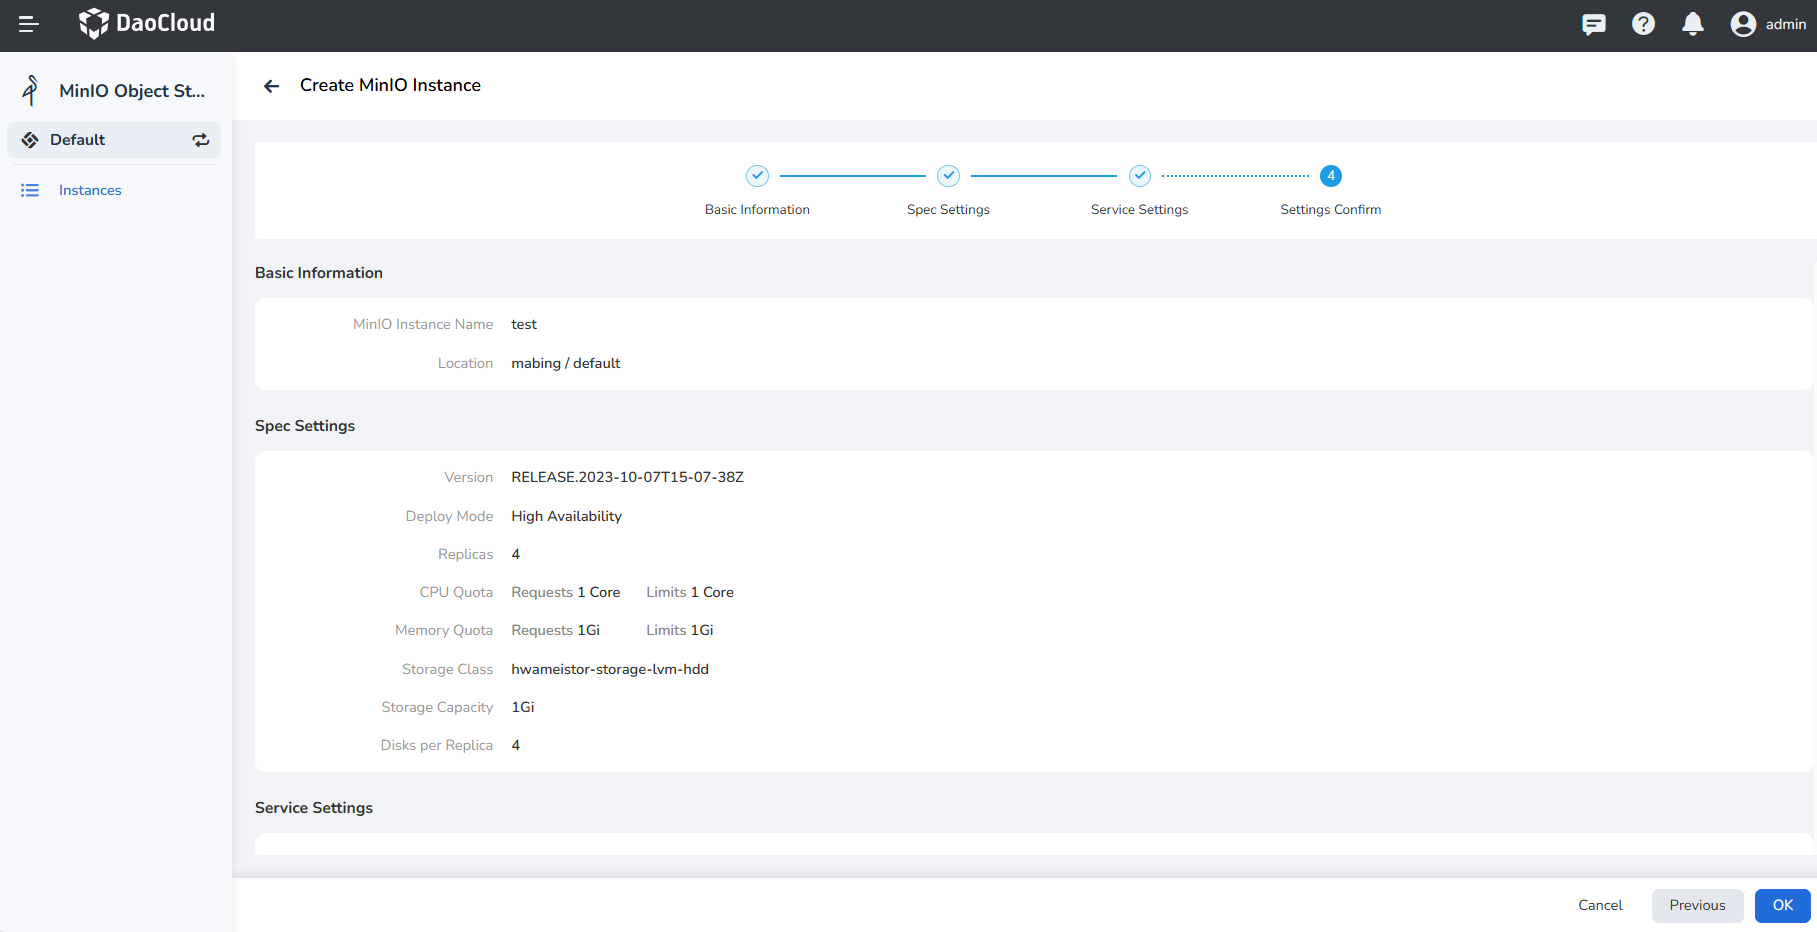 DaoCloud
admin
MinIO Object St...
Default
Instances
Create MinIO Instance
4
Basic Information
Spec Settings
Service Settings
Settings Confirm
Basic Information
MinIO Instance Name test
Location mabing / default
Spec Settings
Version RELEASE.2023-10-07T15-07-38Z
Deploy Mode High Availability
Replicas 4
CPU Quota Requests 1 Core Limits 1 Core
Memory Quota Requests 1Gi Limits 1Gi
Storage Class hwameistor-storage-lvm-hdd
Storage Capacity 1Gi
Disks per Replica 4
Service Settings
Cancel
Previous
OK